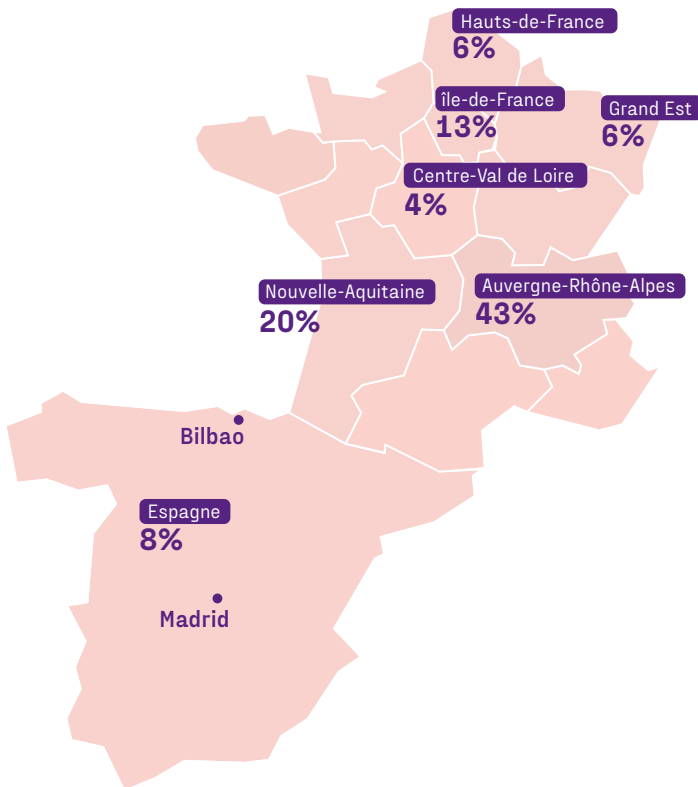 Hauts-de-France
6%
île-de-France
13%
Grand Est
6%
Centre-Val de Loire
4%
Nouvelle-Aquitaine
20%
Auvergne-Rhône-Alpes
43%
Bilbao
Espagne
8%
Madrid